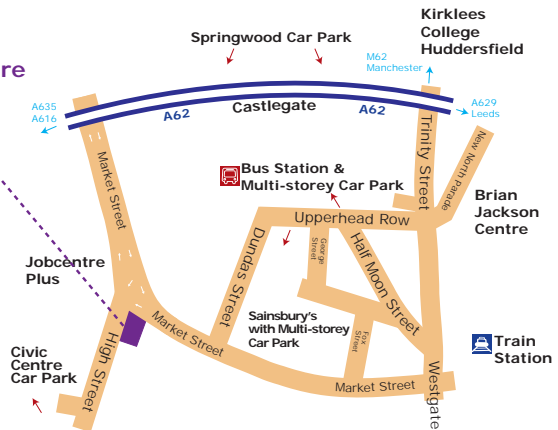 Kirklees
College
Huddersfield
Springwood Car Park
M62
Manchester
re
A635
A616
A62
Castlegate
A62
A629
Leeds
Market Street
Trinity Street
New North Parade
Bus Station &
Multi-storey Car Park
Brian
Jackson
Centre
Upperhead Row
Dundas Street
George
Street
Half Moon Street
Jobcentre
Plus
Sainsbury's
with Multi-storey
Car Park
Market Street
Fox
Street
High Street
Train
Station
Civic
Centre
Car Park
Market Street
Westgate